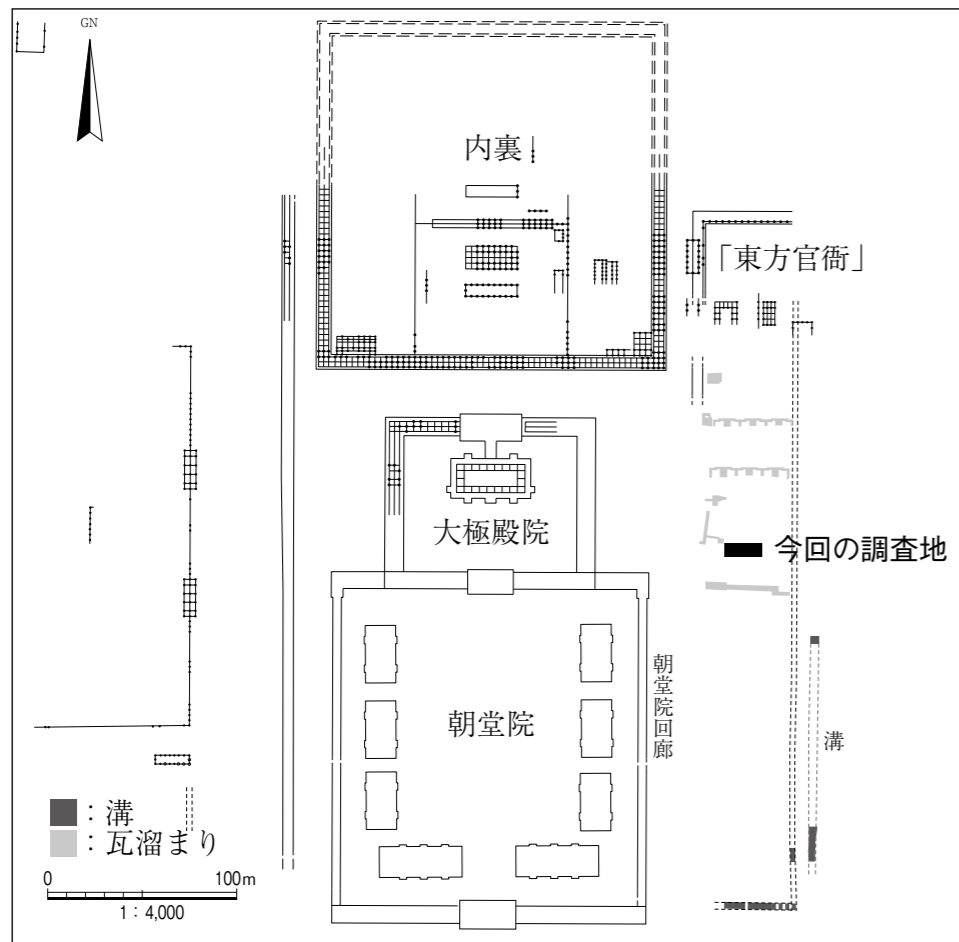 GN
内裏
「東方官衙」
大極殿院
今回の調査地
朝堂院
朝堂院回廊
溝
：溝
：瓦溜まり
0 100m
1：4,000